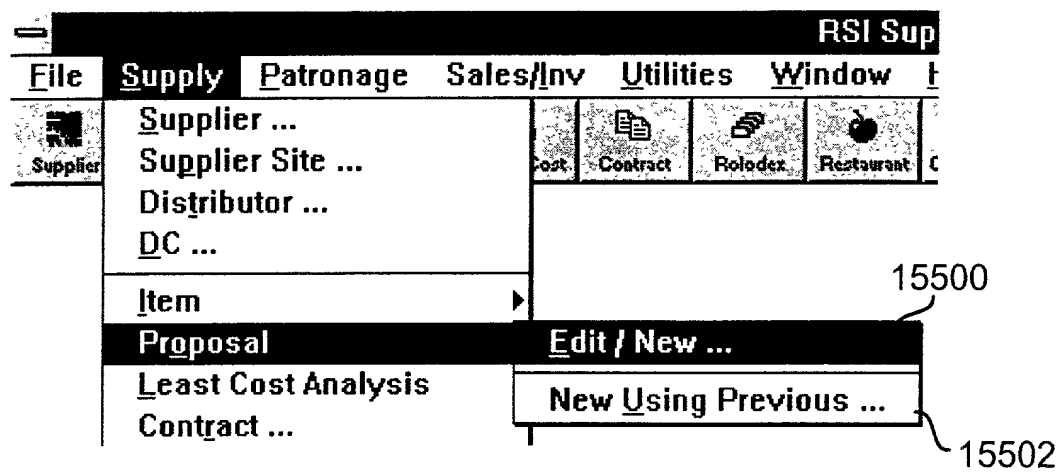 RSI Sup
File Supply Patronage Sales/Inv Utilities Window
Supplier Cost. Contract Rolodex Restaurant
Supplier ...
Supplier Site ...
Distributor ...
DC ...
Item
Proposal
Least Cost Analysis
Contract ...
15500
Edit / New ...
New Using Previous ...
15502